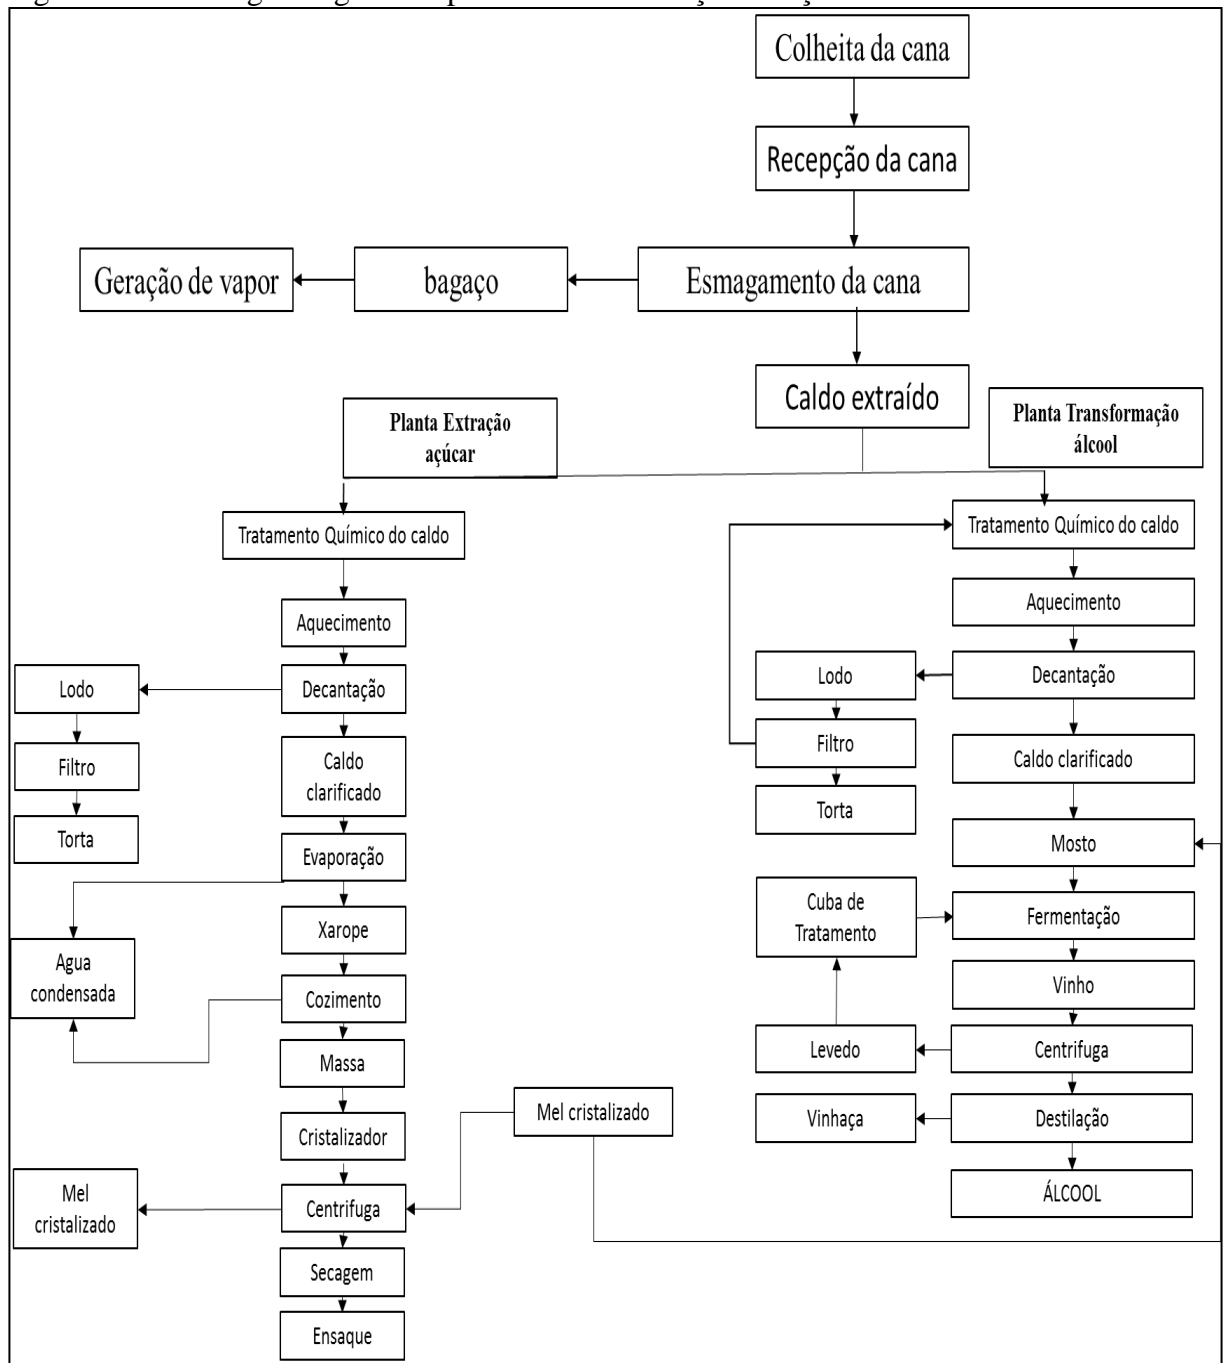 Colheita da cana
Recepção da cana
Geração de vapor
bagaço
Esmagamento da cana
Caldo extraído
Planta Extração
açúcar
Planta Transformação
álcool
Tratamento Químico do caldo
Aquecimento
Decantação
Lodo
Filtro
Torta
Caldo
clarificado
Evaporação
Xarope
Agua
condensada
Cozimento
Massa
Cristalizador
Mel cristalizado
Mel
cristalizado
Centrifuga
Secagem
Ensaque
Tratamento Químico do caldo
Aquecimento
Lodo
Decantação
Filtro
Caldo clarificado
Torta
Mosto
Cuba de
Tratamento
Fermentação
Vinho
Levedo
Centrifuga
Vinhaça
Destilação
ÁLCOOL